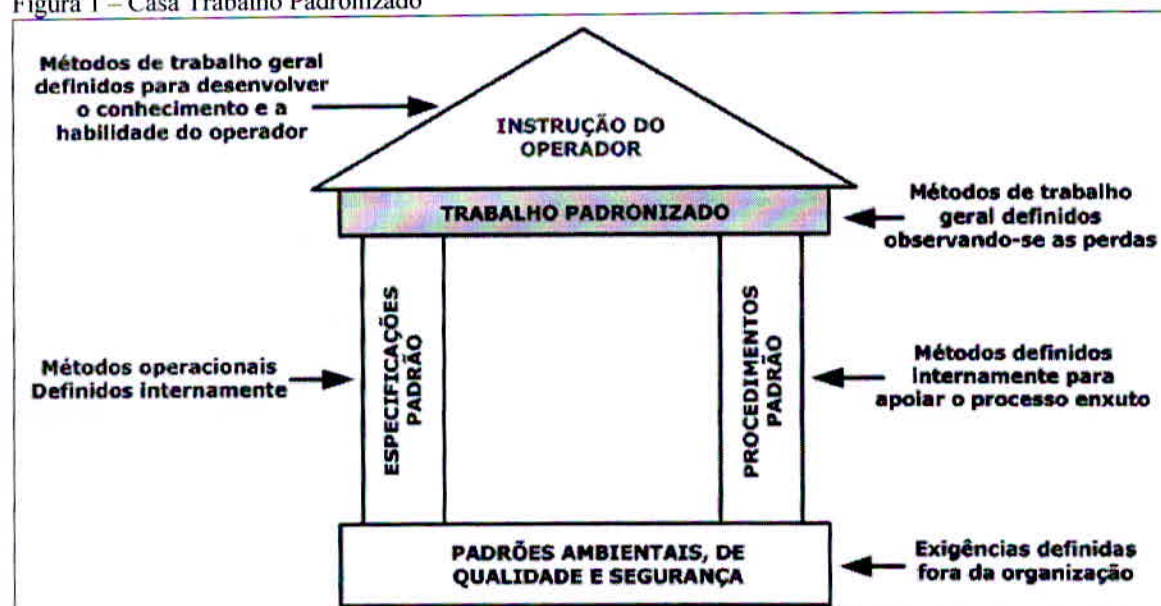 Figura 1 – Casa Trabalho Padronizado
Métodos de trabalho geral
definidos para desenvolver
o conhecimento e a
habilidade do operador
INSTRUÇÃO DO
OPERADOR
TRABALHO PADRONIZADO
Métodos de trabalho
geral definidos
observando-se as perdas
ESPECIFICAÇÕES
PADRÃO
PROCEDIMENTOS
PADRÃO
Métodos operacionais
Definidos internamente
Métodos definidos
internamente para
apoiar o processo enxuto
PADRÕES AMBIENTAIS, DE
QUALIDADE E SEGURANÇA
Exigências definidas
fora da organização